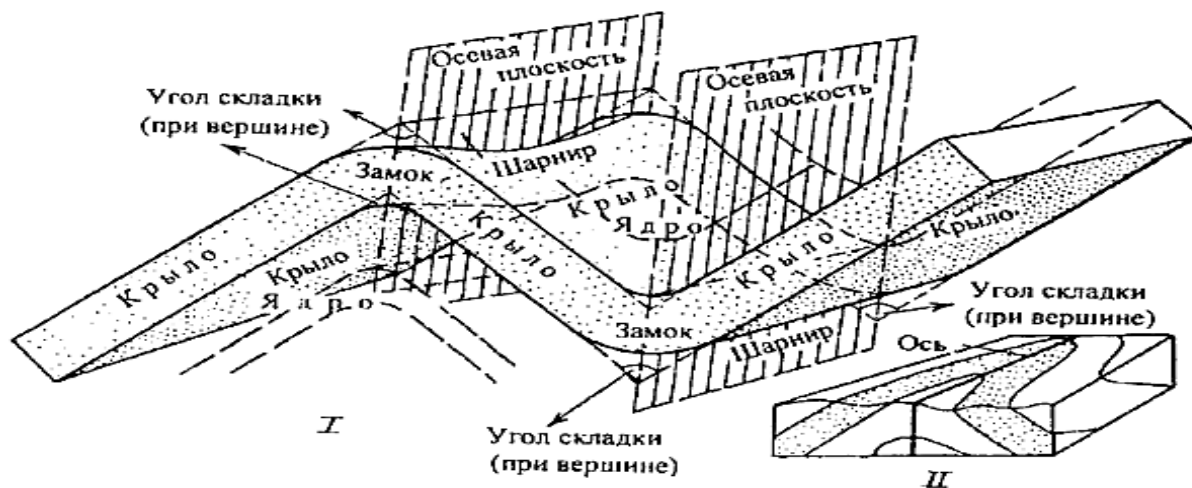 Осевая
плоскость
Осевая
плоскость
Угол складки
(при вершине)
Шарнир
Замок
Крыло
Ядро
Крыло
Крыло
Крыло
Крыло
Крыло
Ядро
Замок
Шарнир
Угол складки
(при вершине)
Ось
Угол складки
(при вершине)
I
II